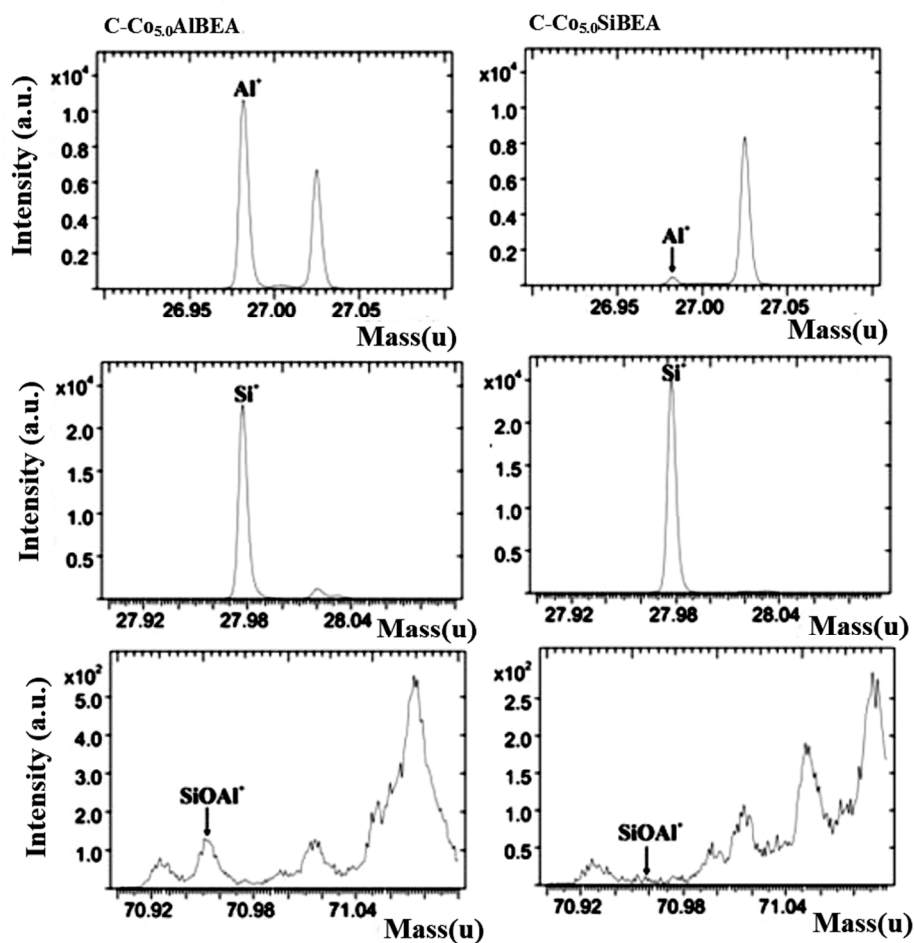 C-Co5.0AlBEA
C-Co5.0SiBEA
x10⁴
1.0
0.8
0.6
0.4
0.2
Al⁺
26.95 27.00 27.05
Intensity (a.u.)
Mass(u)
x10⁴
1.0
0.8
0.6
0.4
0.2
Al⁺
26.95 27.00 27.05
Mass(u)
x10⁴
2.0
1.5
1.0
0.5
Si⁺
27.92 27.98 28.04
Intensity (a.u.)
Mass(u)
x10⁴
2.0
1.5
1.0
0.5
Si⁺
27.92 27.98 28.04
Mass(u)
x10²
5.0
4.0
3.0
2.0
1.0
SiOAl⁺
70.92 70.98 71.04
Intensity (a.u.)
Mass(u)
x10²
2.5
2.0
1.5
1.0
0.5
SiOAl⁺
70.92 70.98 71.04
Mass(u)